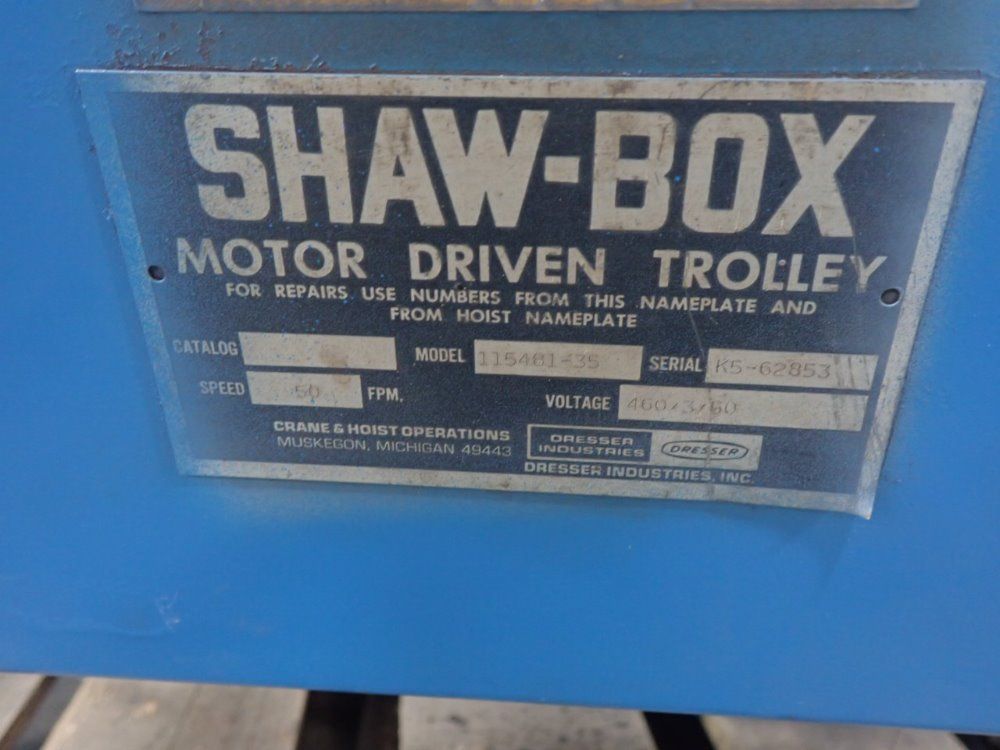 SHAW-BOX
MOTOR DRIVEN TROLLEY
FOR REPAIRS USE NUMBERS FROM THIS NAMEPLATE AND
FROM HOIST NAMEPLATE
CATALOG MODEL 115481-35 SERIAL K5-62853
SPEED 50 FPM. VOLTAGE 460/3/60
CRANE & HOIST OPERATIONS
MUSKEGON, MICHIGAN 49443
DRESSER
INDUSTRIES
DRESSER
DRESSER INDUSTRIES, INC.